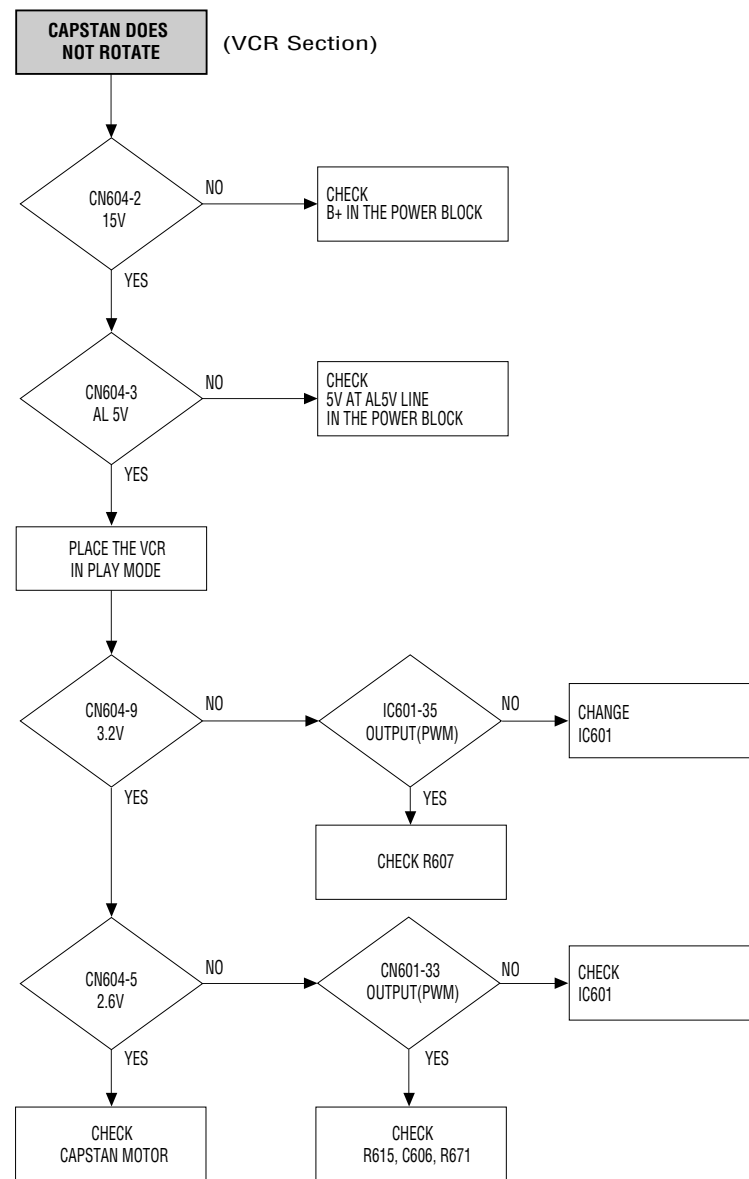 CAPSTAN DOES
NOT ROTATE
(VCR Section)
CN604-2
15V
NO
CHECK
B+ IN THE POWER BLOCK
YES
CN604-3
AL 5V
NO
CHECK
5V AT AL5V LINE
IN THE POWER BLOCK
YES
PLACE THE VCR
IN PLAY MODE
CN604-9
3.2V
NO
IC601-35
OUTPUT(PWM)
NO
CHANGE
IC601
YES
YES
CHECK R607
CN604-5
2.6V
NO
CN601-33
OUTPUT(PWM)
NO
CHECK
IC601
YES
YES
CHECK
CAPSTAN MOTOR
CHECK
R615, C606, R671